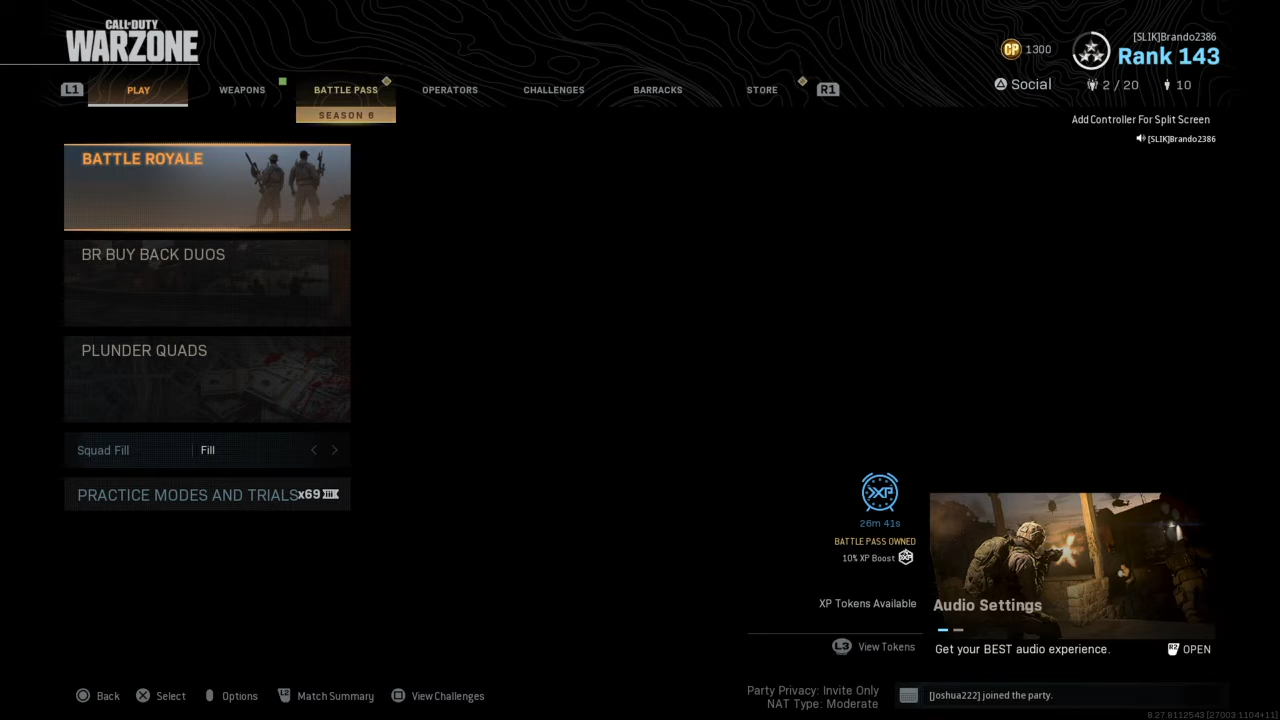 CALL OF DUTY
WARZONE
CP 1300
[SLIK]Brando2386
Rank 143
L1
PLAY
WEAPONS
BATTLE PASS
OPERATORS
CHALLENGES
BARRACKS
STORE
R1
Social
2 / 20
10
SEASON 6
Add Controller For Split Screen
[SLIK]Brando2386
BATTLE ROYALE
BR BUY BACK DUOS
PLUNDER QUADS
Squad Fill Fill
PRACTICE MODES AND TRIALS x69
XP
26m 41s
BATTLE PASS OWNED
10% XP Boost
XP Tokens Available
Audio Settings
L3 View Tokens
Get your BEST audio experience.
R2 OPEN
Back
Select
Options
L2 Match Summary
View Challenges
Party Privacy: Invite Only
NAT Type: Moderate
[Joshua222] joined the party.